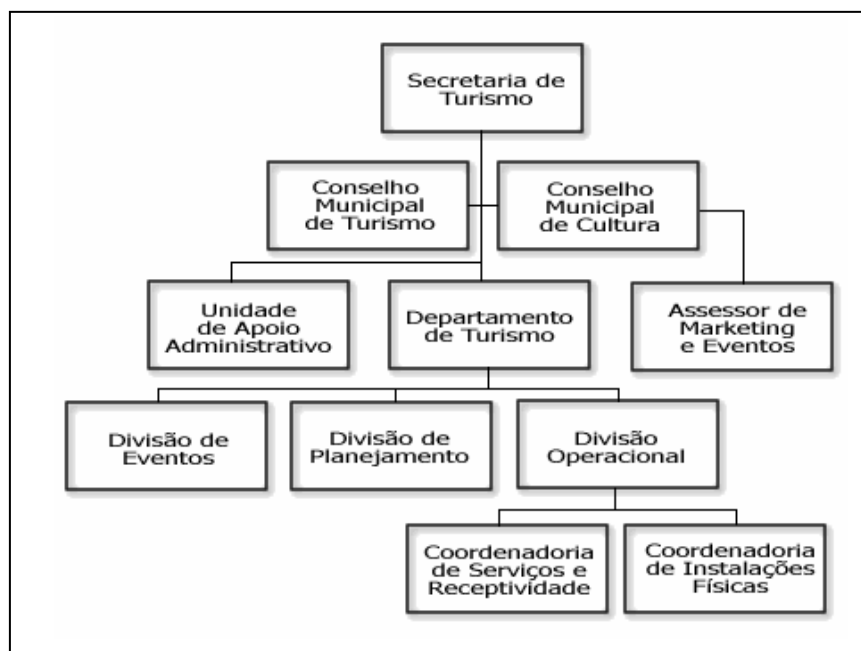 Secretaria de
Turismo
Conselho
Municipal
de Turismo
Conselho
Municipal
de Cultura
Unidade
de Apoio
Administrativo
Departamento
de Turismo
Assessor de
Marketing
e Eventos
Divisão de
Eventos
Divisão de
Planejamento
Divisão
Operacional
Coordenadoria
de Serviços e
Receptividade
Coordenadoria
de Instalações
Físicas